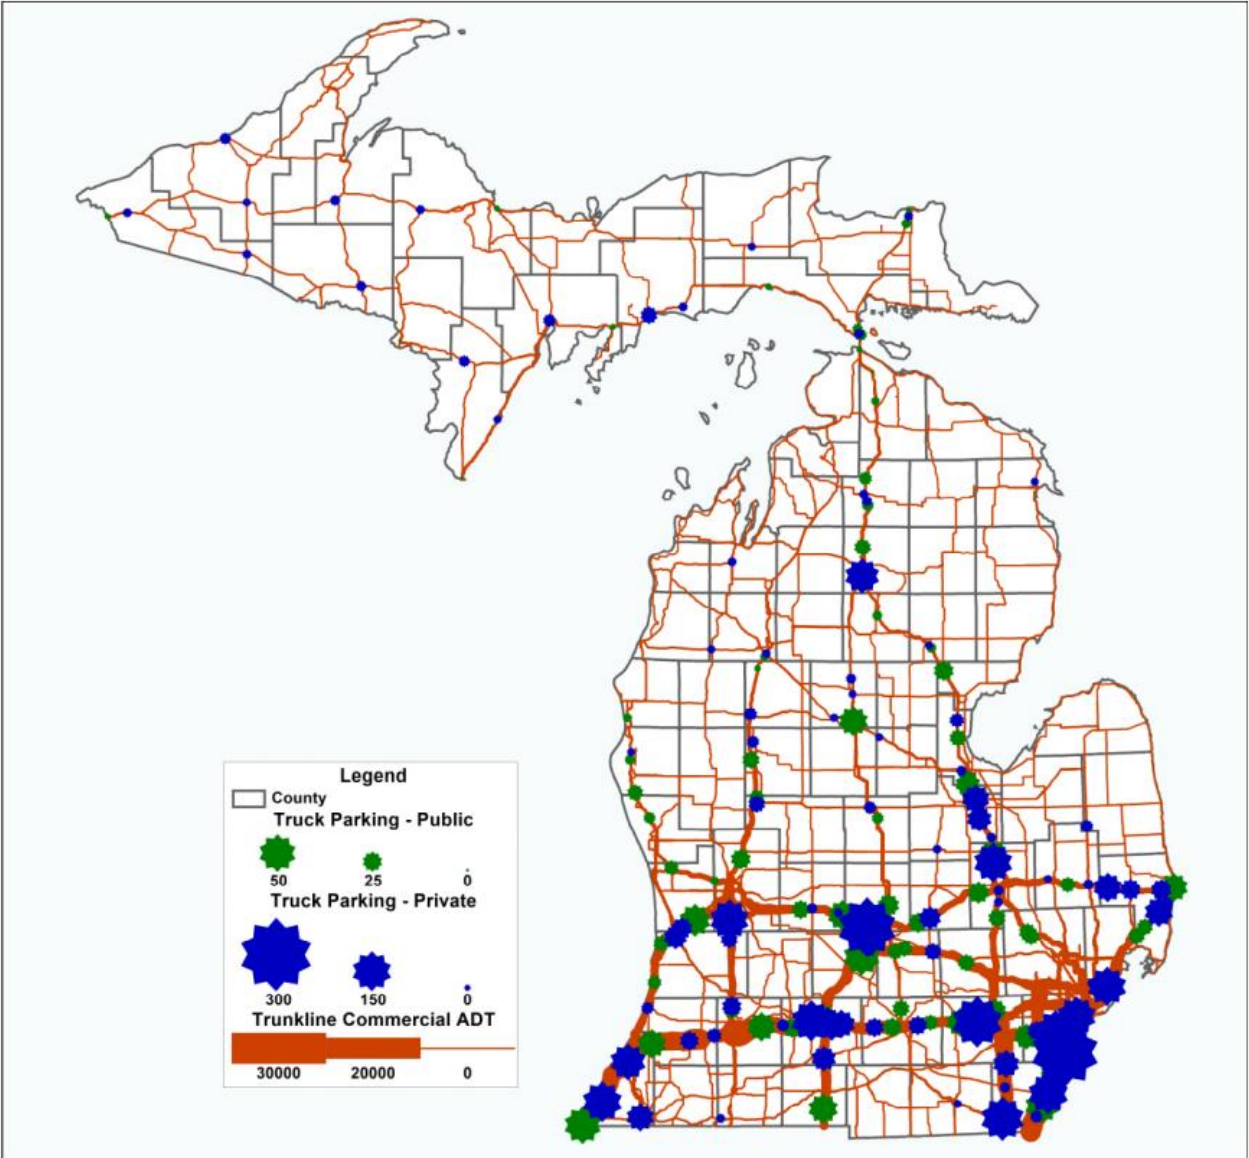 Legend
County
Truck Parking - Public
50 25 0
Truck Parking - Private
300 150 0
Trunkline Commercial ADT
30000 20000 0